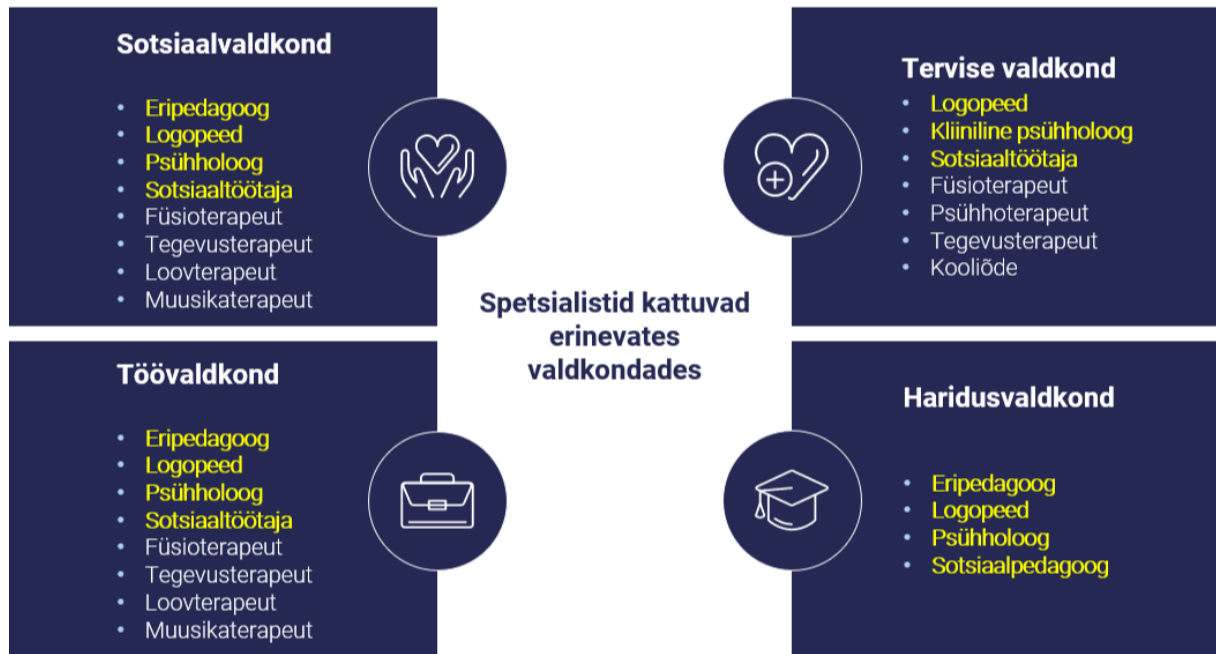 Sotsiaalvaldkond
• Eripedagoog
• Logopeed
• Psühholoog
• Sotsiaaltöötaja
• Füsioterapeut
• Tegevusterapeut
• Loovterapeut
• Muusikaterapeut
Tervise valdkond
• Logopeed
• Kliiniline psühholoog
• Sotsiaaltöötaja
• Füsioterapeut
• Psühhoterapeut
• Tegevusterapeut
• Kooliõde
Spetsialistid kattuvad
erinevates
valdkondades
Töövaldkond
• Eripedagoog
• Logopeed
• Psühholoog
• Sotsiaaltöötaja
• Füsioterapeut
• Tegevusterapeut
• Loovterapeut
• Muusikaterapeut
Haridusvaldkond
• Eripedagoog
• Logopeed
• Psühholoog
• Sotsiaalpedagoog